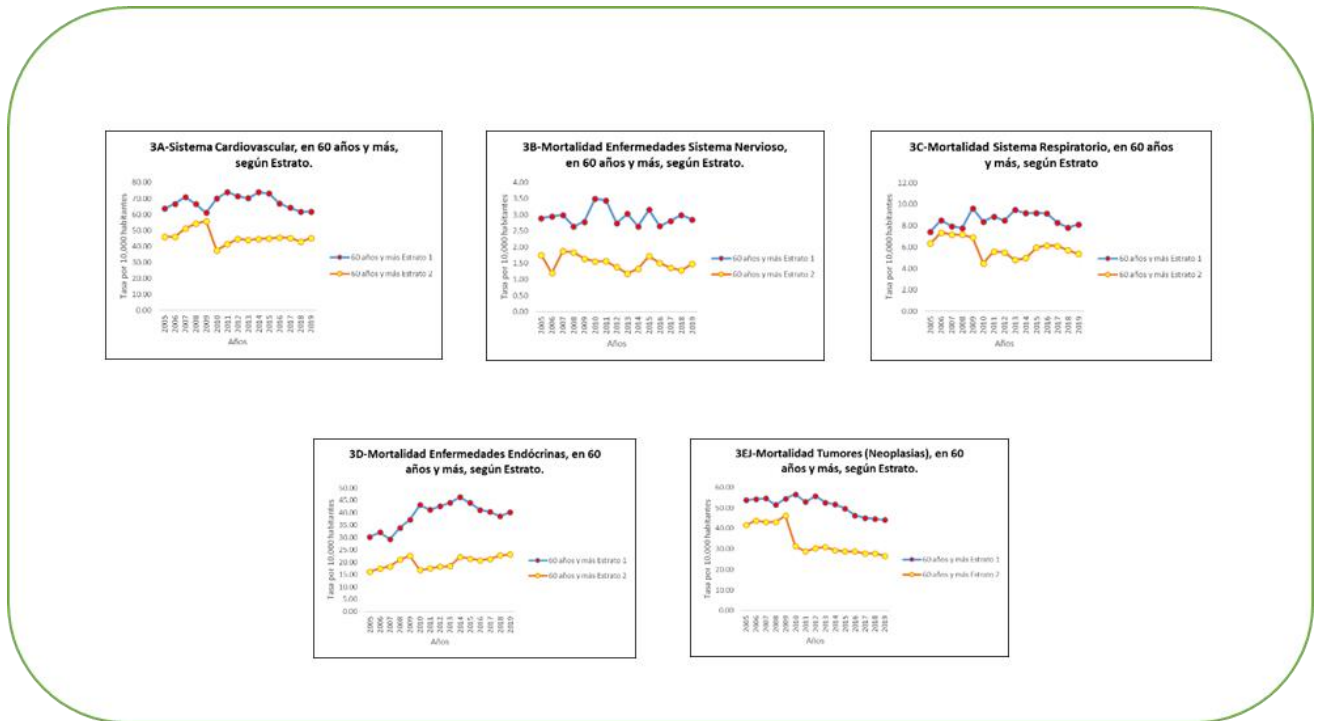 3A-Sistema Cardiovascular, en 60 años y más,
según Estrato.
Tasa por 10,000 habitantes
80.00
70.00
60.00
50.00
40.00
30.00
20.00
10.00
0.00
2005 2006 2007 2008 2009 2010 2011 2012 2013 2014 2015 2016 2017 2018 2019
Años
60 años y más Estrato 1
60 años y más Estrato 2
3B-Mortalidad Enfermedades Sistema Nervioso,
en 60 años y más, según Estrato.
Tasa por 10,000 habitantes
4.00
3.50
3.00
2.50
2.00
1.50
1.00
0.50
0.00
2005 2006 2007 2008 2009 2010 2011 2012 2013 2014 2015 2016 2017 2018 2019
Años
60 años y más Estrato 1
60 años y más Estrato 2
3C-Mortalidad Sistema Respiratorio, en 60 años
y más, según Estrato
Tasa por 10,000 habitantes
12.00
10.00
8.00
6.00
4.00
2.00
0.00
2005 2006 2007 2008 2009 2010 2011 2012 2013 2014 2015 2016 2017 2018 2019
Años
60 años y más Estrato 1
60 años y más Estrato 2
3D-Mortalidad Enfermedades Endócrinas, en 60
años y más, según Estrato.
Tasa por 10,000 habitantes
50.00
45.00
40.00
35.00
30.00
25.00
20.00
15.00
10.00
5.00
0.00
2005 2006 2007 2008 2009 2010 2011 2012 2013 2014 2015 2016 2017 2018 2019
Años
60 años y más Estrato 1
60 años y más Estrato 2
3EJ-Mortalidad Tumores (Neoplasias), en 60
años y más, según Estrato.
Tasa por 10,000 habitantes
60.00
50.00
40.00
30.00
20.00
10.00
0.00
2005 2006 2007 2008 2009 2010 2011 2012 2013 2014 2015 2016 2017 2018 2019
Años
60 años y más Estrato 1
60 años y más Estrato 2